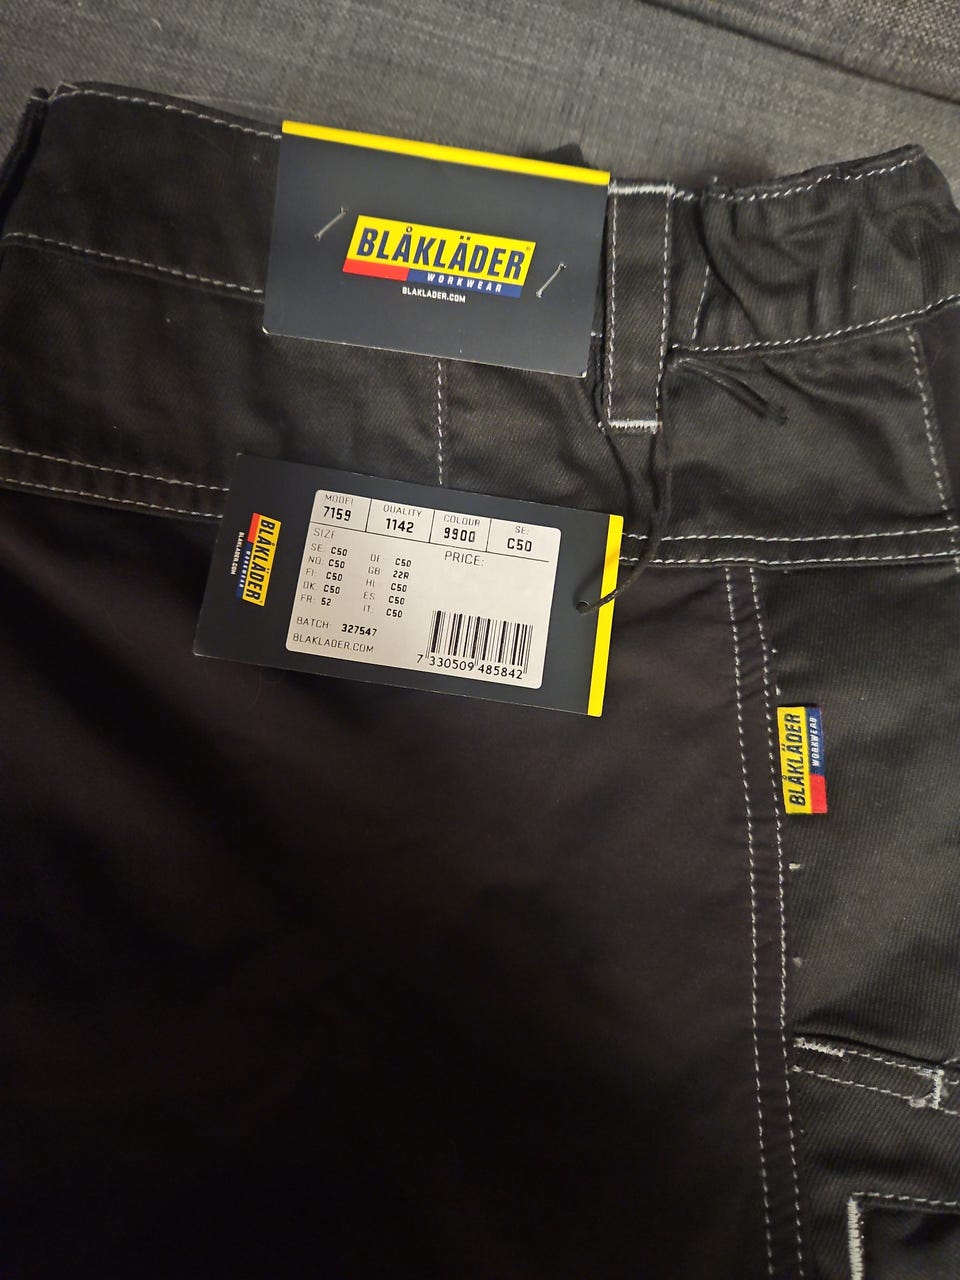 BLÅKLÄDER®
WORKWEAR
BLAKLADER.COM
MODEL QUALITY COLOUR SE:
7159 1142 9900 C50
SIZE PRICE:
SE: C50 DE: C50
NO: C50 GB: 22R
FI: C50 C50
DK: C50 ES: C50
FR: 52 IT: C50
BATCH: 327547
BLAKLADER.COM
7 330509 485842
BLÅKLÄDER
WORKWEAR
BLAKLADER.COM
BLÅKLÄDER
WORKWEAR